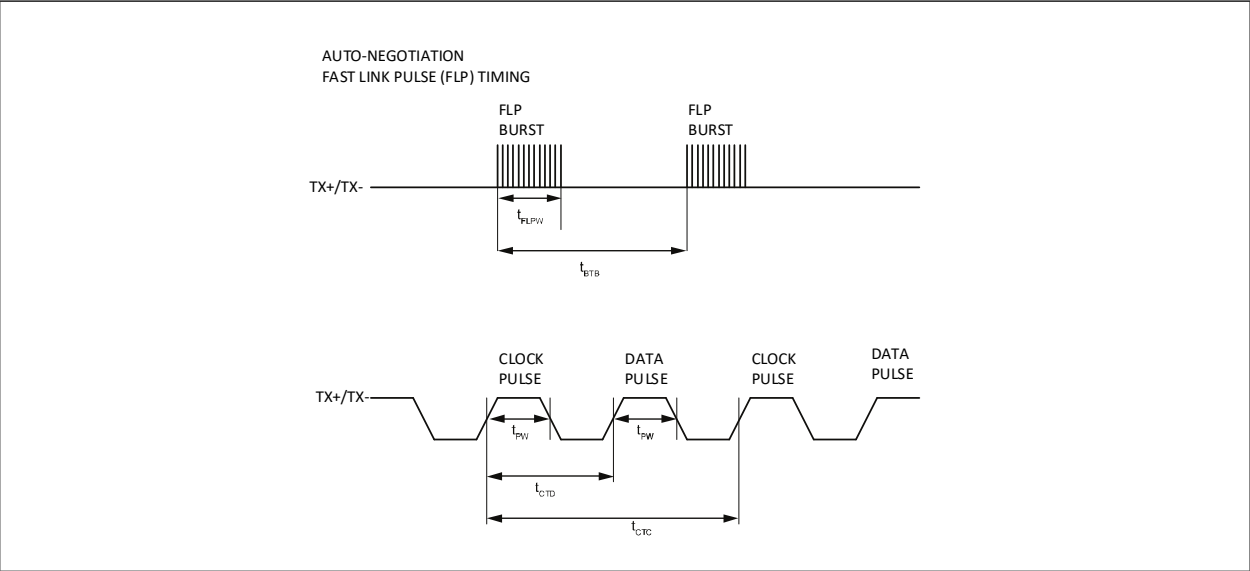 AUTO-NEGOTIATION
FAST LINK PULSE (FLP) TIMING
FLP
BURST
FLP
BURST
TX+/TX-
tFLPW
tBTB
CLOCK
PULSE
DATA
PULSE
CLOCK
PULSE
DATA
PULSE
TX+/TX-
tPW
tPW
tCTD
tCTC